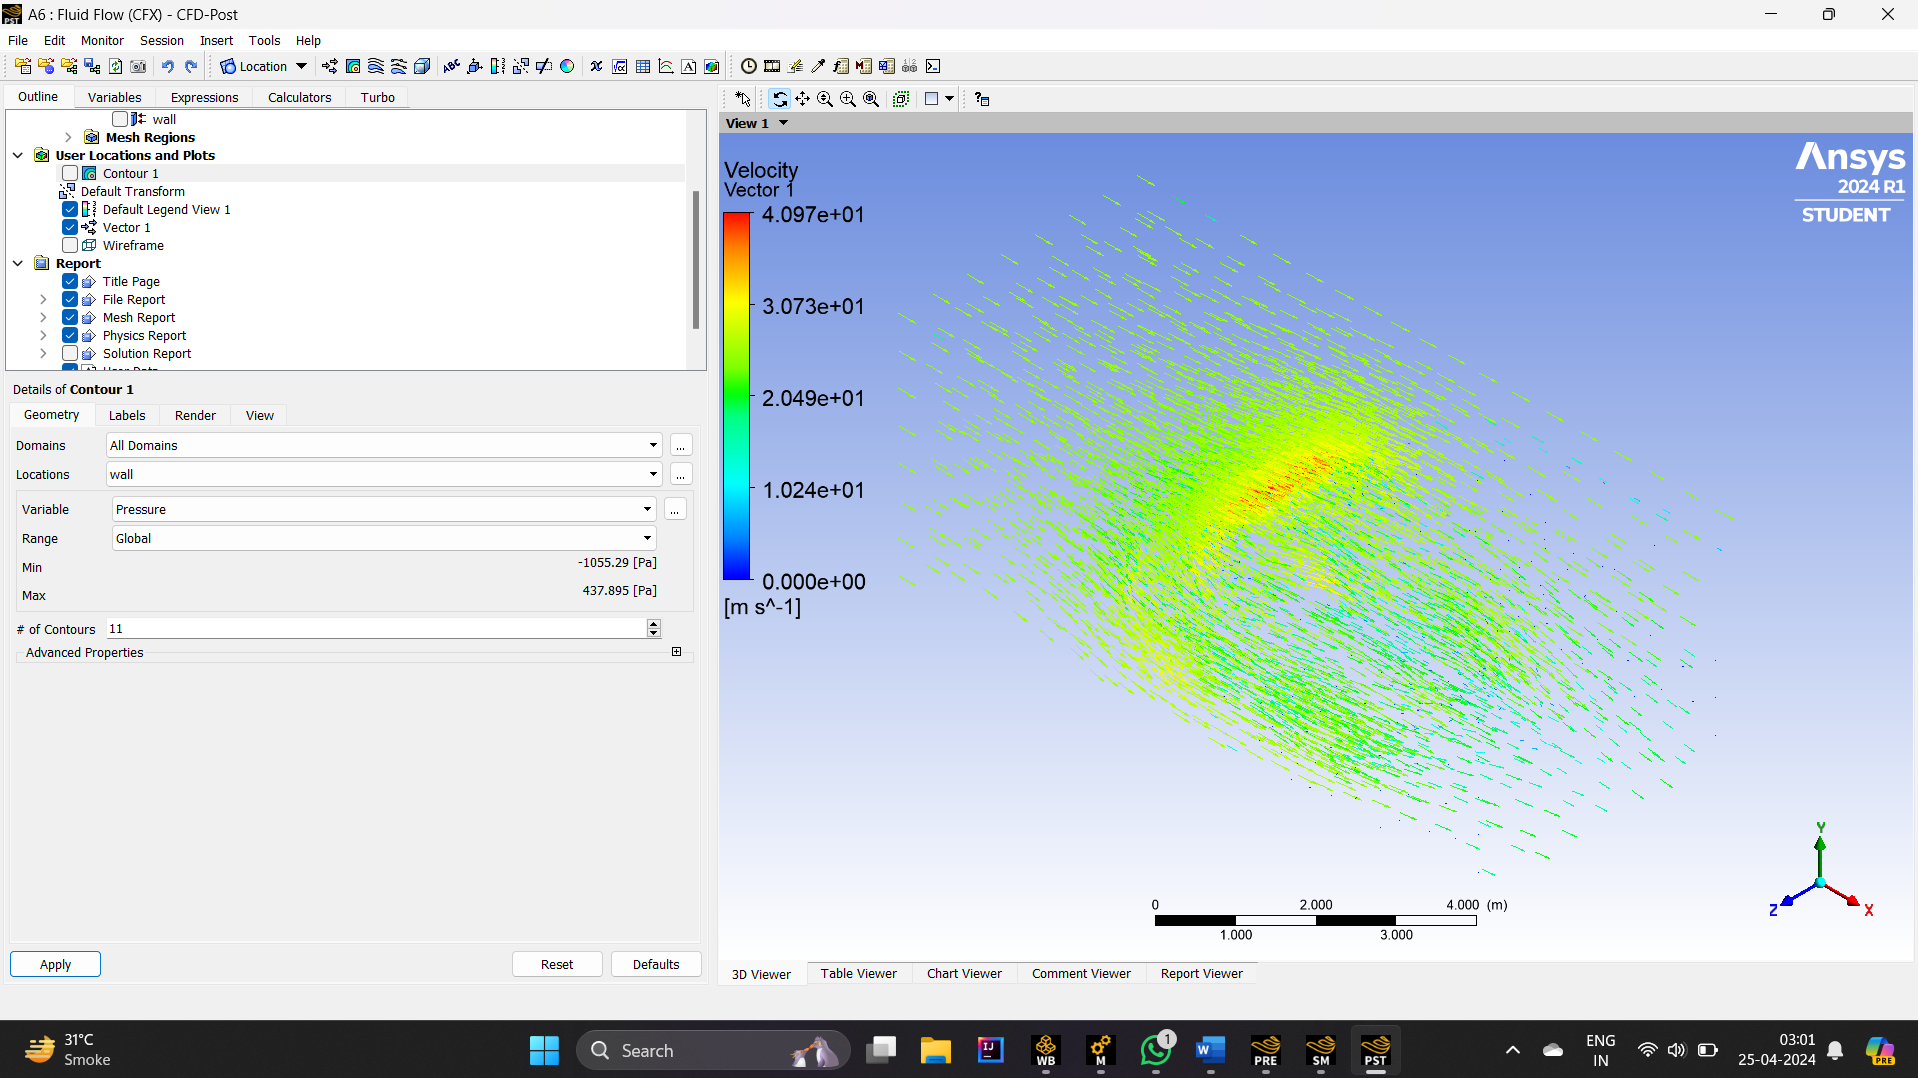 A6 : Fluid Flow (CFX) - CFD-Post
File Edit Monitor Session Insert Tools Help
Location
Outline Variables Expressions Calculators Turbo
wall
Mesh Regions
User Locations and Plots
Contour 1
Default Transform
Default Legend View 1
Vector 1
Wireframe
Report
Title Page
File Report
Mesh Report
Physics Report
Solution Report
Details of Contour 1
Geometry Labels Render View
Domains All Domains ...
Locations wall ...
Variable Pressure ...
Range Global
Min -1055.29 [Pa]
Max 437.895 [Pa]
# of Contours 11
Advanced Properties
Apply Reset Defaults
View 1
Velocity
Vector 1
4.097e+01
3.073e+01
2.049e+01
1.024e+01
0.000e+00
[m s^-1]
Ansys
2024 R1
STUDENT
Y
Z X
0 2.000 4.000 (m)
1.000 3.000
3D Viewer Table Viewer Chart Viewer Comment Viewer Report Viewer
31°C
Smoke
Search
IJ
WB
M
1
W
PRE
SM
PST
ENG
IN
03:01
25-04-2024
PRE